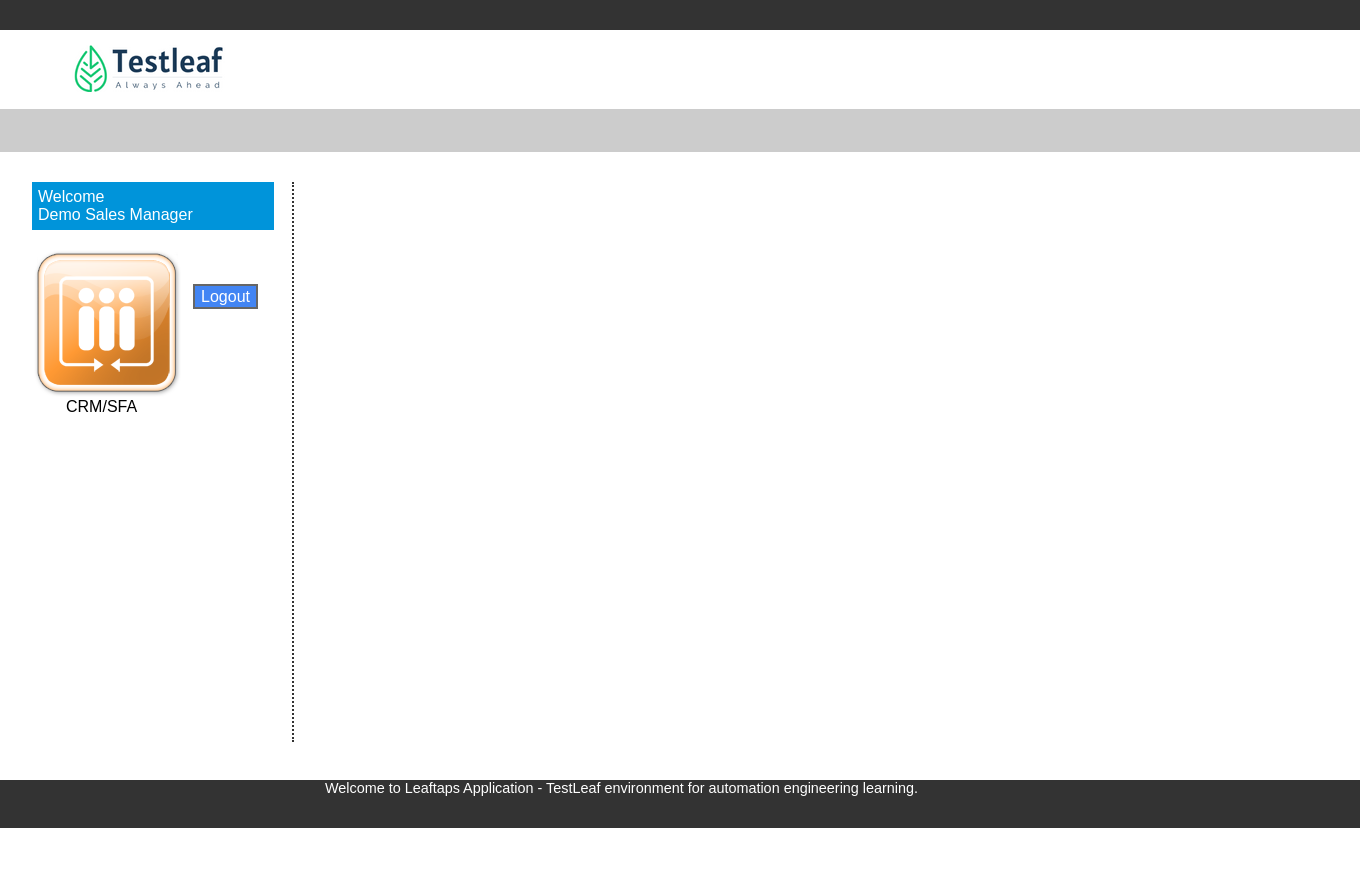 Testleaf
Always Ahead
Welcome
Demo Sales Manager
Logout
CRM/SFA
Welcome to Leaftaps Application - TestLeaf environment for automation engineering learning.